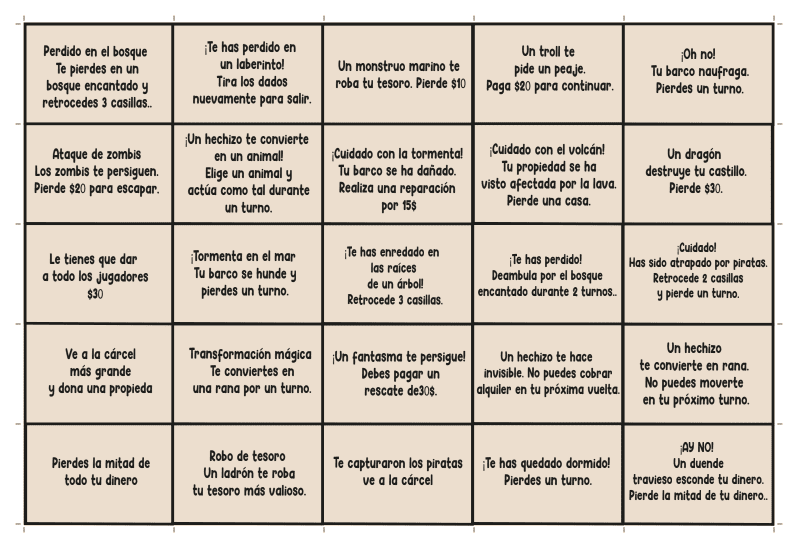 Perdido en el bosque
Te pierdes en un
bosque encantado y
retrocedes 3 casillas..
¡Te has perdido en
un laberinto!
Tira los dados
nuevamente para salir.
Un monstruo marino te
roba tu tesoro. Pierde $10
Un troll te
pide un peaje.
Paga $20 para continuar.
¡Oh no!
Tu barco naufraga.
Pierdes un turno.
Ataque de zombis
Los zombis te persiguen.
Pierde $20 para escapar.
¡Un hechizo te convierte
en un animal!
Elige un animal y
actúa como tal durante
un turno.
¡Cuidado con la tormenta!
Tu barco se ha dañado.
Realiza una reparación
por 15$
¡Cuidado con el volcán!
Tu propiedad se ha
visto afectada por la lava.
Pierde una casa.
Un dragón
destruye tu castillo.
Pierde $30.
Le tienes que dar
a todo los jugadores
$30
¡Tormenta en el mar
Tu barco se hunde y
pierdes un turno.
¡Te has enredado en
las raíces
de un árbol!
Retrocede 3 casillas.
¡Te has perdido!
Deambula por el bosque
encantado durante 2 turnos..
¡Cuidado!
Has sido atrapado por piratas.
Retrocede 2 casillas
y pierde un turno.
Ve a la cárcel
más grande
y dona una propieda
Transformación mágica
Te conviertes en
una rana por un turno.
¡Un fantasma te persigue!
Debes pagar un
rescate de30$.
Un hechizo te hace
invisible. No puedes cobrar
alquiler en tu próxima vuelta.
Un hechizo
te convierte en rana.
No puedes moverte
en tu próximo turno.
Pierdes la mitad de
todo tu dinero
Robo de tesoro
Un ladrón te roba
tu tesoro más valioso.
Te capturaron los piratas
ve a la cárcel
¡Te has quedado dormido!
Pierdes un turno.
¡AY NO!
Un duende
travieso esconde tu dinero.
Pierde la mitad de tu dinero..